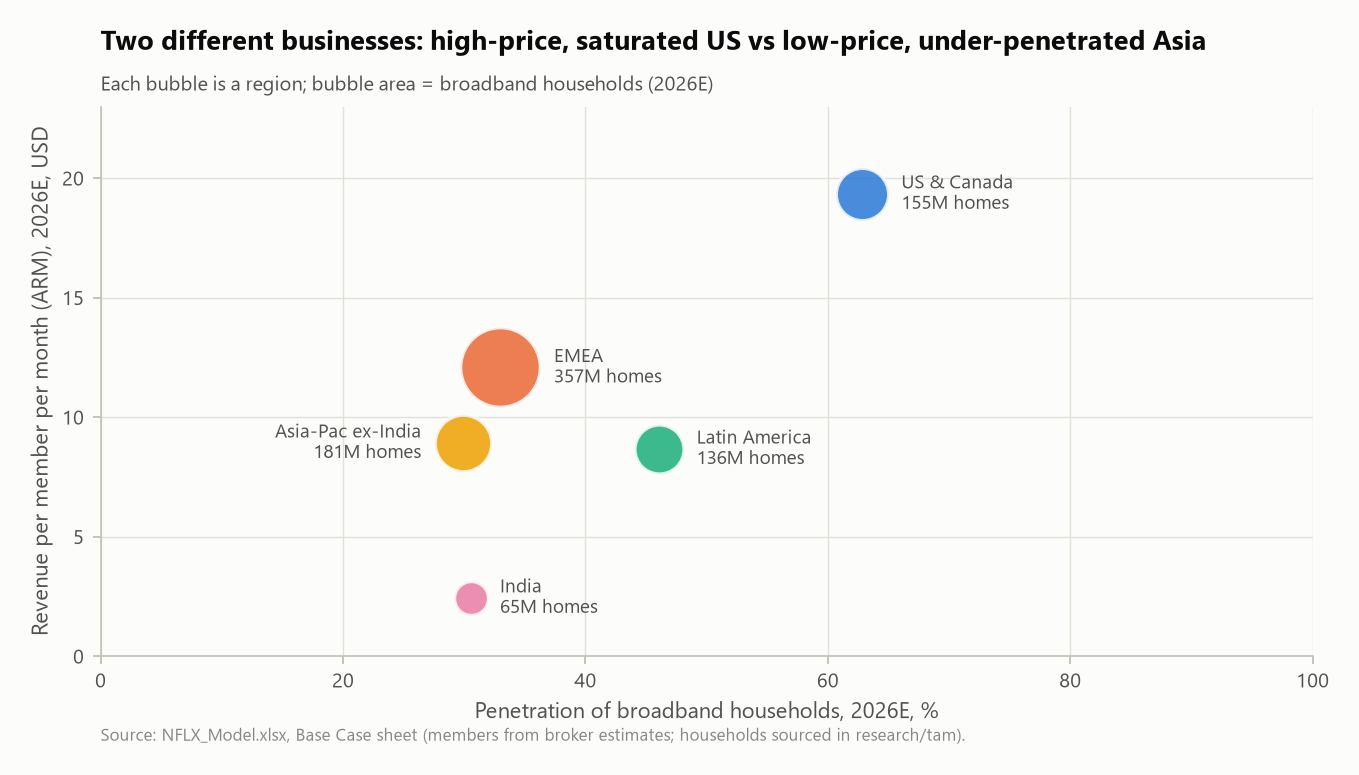 Two different businesses: high-price, saturated US vs low-price, under-penetrated Asia
Each bubble is a region; bubble area = broadband households (2026E)
Revenue per member per month (ARM), 2026E, USD
20
15
10
5
0
US & Canada
155M homes
EMEA
357M homes
Asia-Pac ex-India
181M homes
Latin America
136M homes
India
65M homes
0
20
40
60
80
100
Penetration of broadband households, 2026E, %
Source: NFLX_Model.xlsx, Base Case sheet (members from broker estimates; households sourced in research/tam).